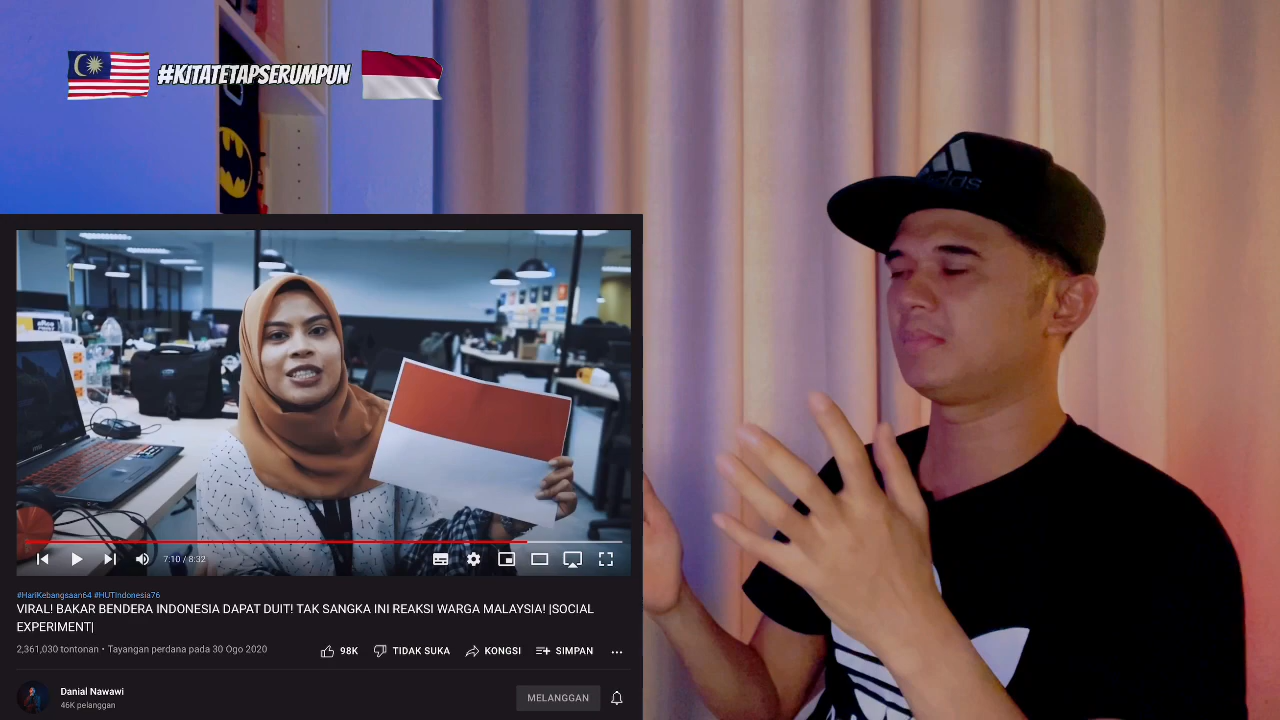 #KITATETAPSERUMPUN
adidas
7:10 / 8:32
#HariKebangsaan64 #HUTIndonesia76
VIRAL! BAKAR BENDERA INDONESIA DAPAT DUIT! TAK SANGKA INI REAKSI WARGA MALAYSIA! |SOCIAL
EXPERIMENT|
2,361,030 tontonan • Tayangan perdana pada 30 Ogo 2020
98K
TIDAK SUKA
KONGSI
SIMPAN
Danial Nawawi
46K pelanggan
MELANGGAN